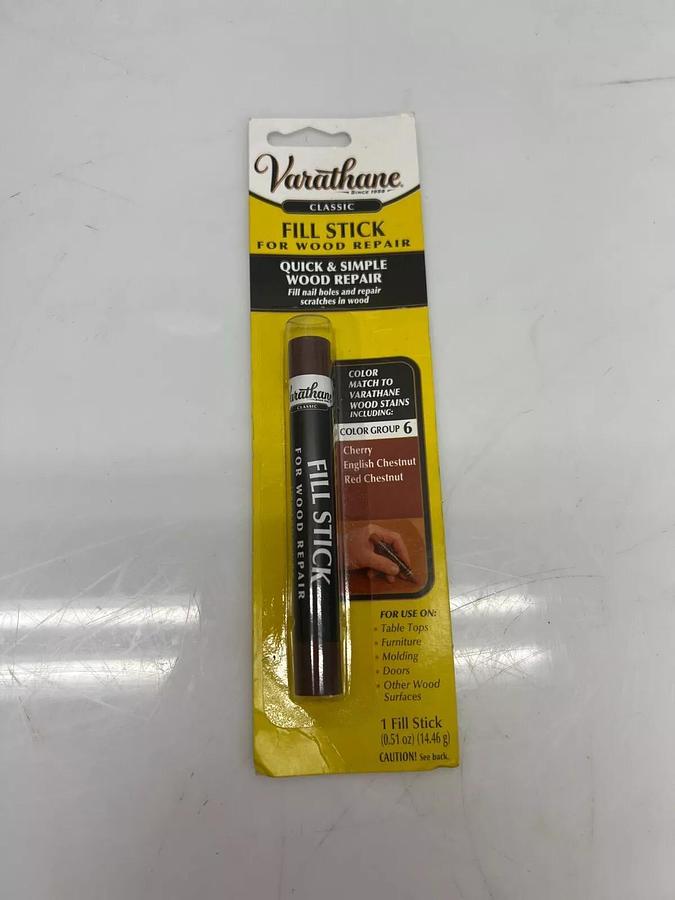 Varathane®
SINCE 1958
CLASSIC
FILL STICK
FOR WOOD REPAIR
QUICK & SIMPLE
WOOD REPAIR
Fill nail holes and repair
scratches in wood
COLOR
MATCH TO
VARATHANE
WOOD STAINS
INCLUDING:
COLOR GROUP 6
Cherry
English Chestnut
Red Chestnut
arathan
CLASSIC
FILL STICK
FOR WOOD REPAIR
FOR USE ON:
• Table Tops
• Furniture
• Molding
• Doors
• Other Wood
Surfaces
1 Fill Stick
(0.51 oz) (14.46 g)
CAUTION! See back.